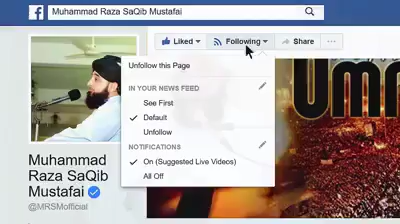 Muhammad Raza SaQib Mustafai
Liked
Following
Share
Unfollow this Page
IN YOUR NEWS FEED
See First
Default
Unfollow
NOTIFICATIONS
On (Suggested Live Videos)
All Off
Muhammad
Raza SaQib
Mustafai
@MRSMofficial
Umm